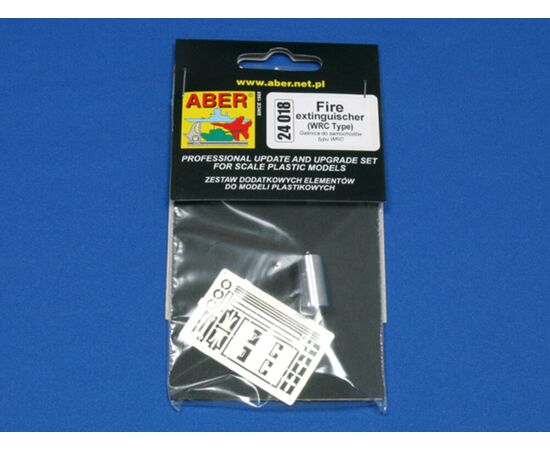 www.aber.net.pl
ABER
SINCE 1995
24 018
Fire
extinguischer
(WRC Type)
Gaśnica do samochodów
typu WRC
PROFESSIONAL UPDATE AND UPGRADE SET
FOR SCALE PLASTIC MODELS
ZESTAW DODATKOWYCH ELEMENTÓW
DO MODELI PLASTIKOWYCH